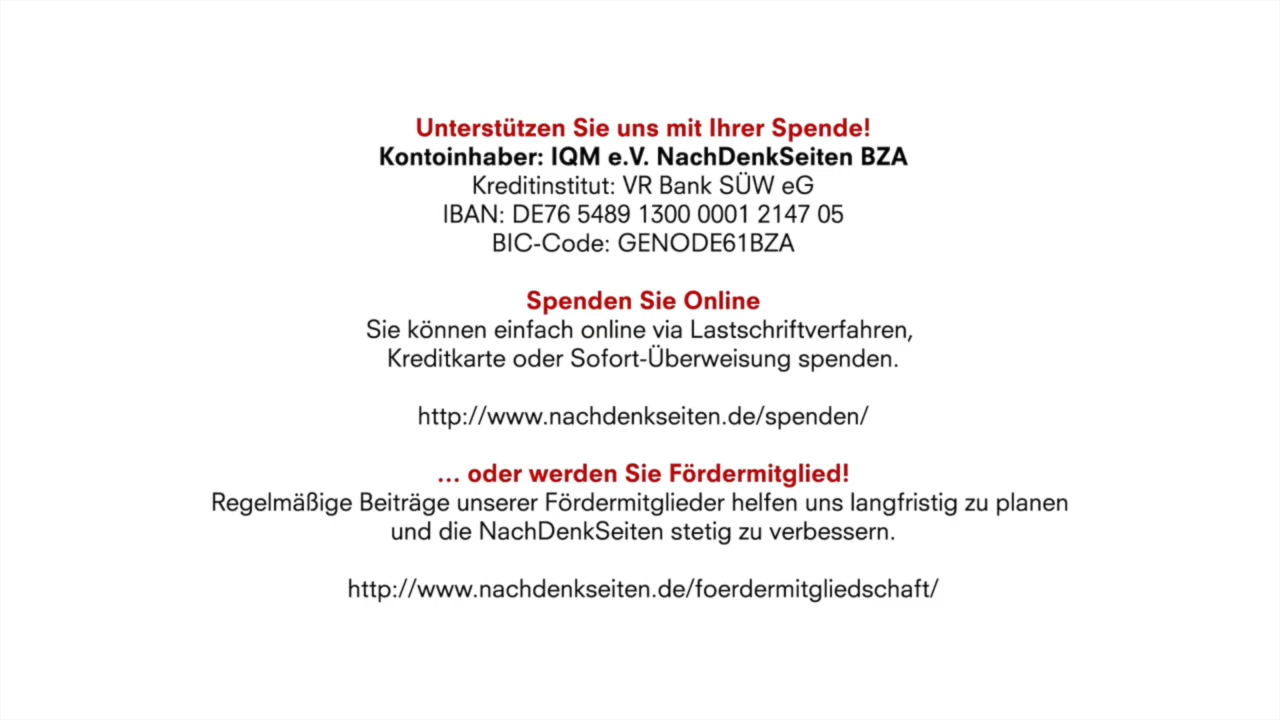 Unterstützen Sie uns mit Ihrer Spende!
Kontoinhaber: IQM e.V. NachDenkSeiten BZA
Kreditinstitut: VR Bank SÜW eG
IBAN: DE76 5489 1300 0001 2147 05
BIC-Code: GENODE61BZA
Spenden Sie Online
Sie können einfach online via Lastschriftverfahren,
Kreditkarte oder Sofort-Überweisung spenden.
http://www.nachdenkseiten.de/spenden/
... oder werden Sie Fördermitglied!
Regelmäßige Beiträge unserer Fördermitglieder helfen uns langfristig zu planen
und die NachDenkSeiten stetig zu verbessern.
http://www.nachdenkseiten.de/foerdermitgliedschaft/